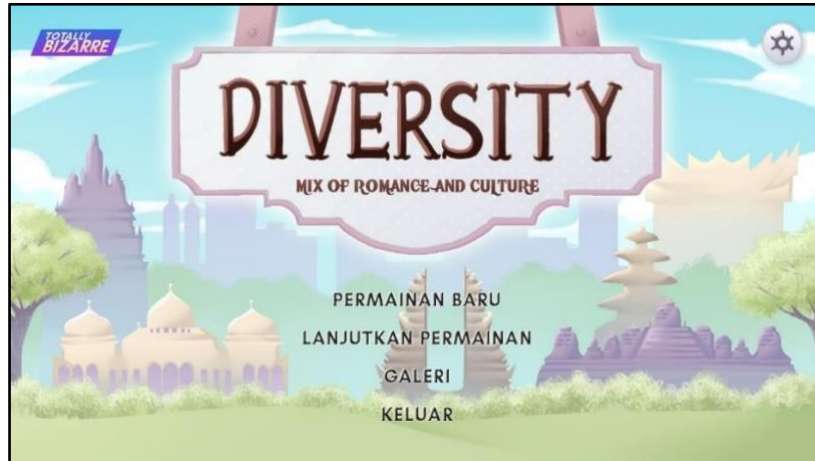 TOTALLY
BIZARRE
DIVERSITY
MIX OF ROMANCE AND CULTURE
PERMAINAN BARU
LANJUTKAN PERMAINAN
GALERI
KELUAR